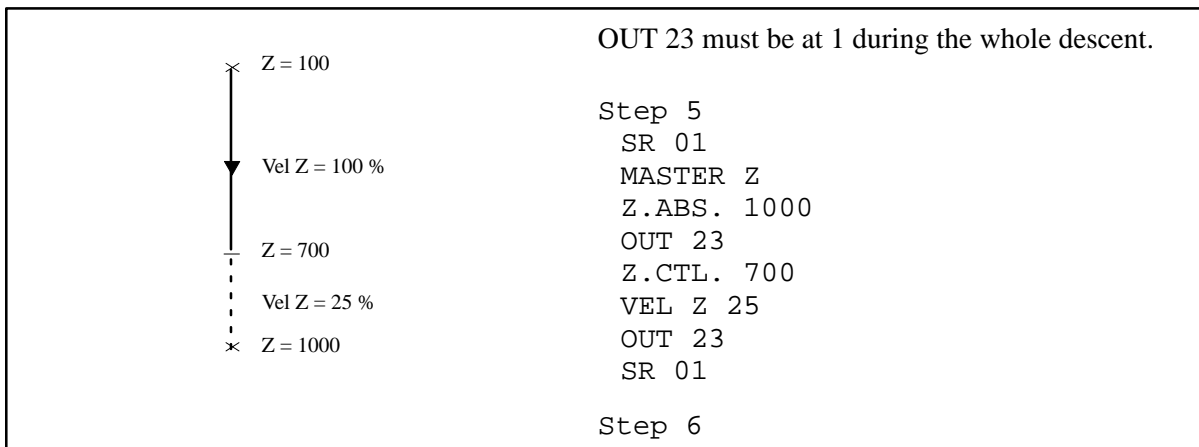 Z = 100
Vel Z = 100 %
Z = 700
Vel Z = 25 %
Z = 1000
OUT 23 must be at 1 during the whole descent.
Step 5
SR 01
MASTER Z
Z.ABS. 1000
OUT 23
Z.CTL. 700
VEL Z 25
OUT 23
SR 01
Step 6